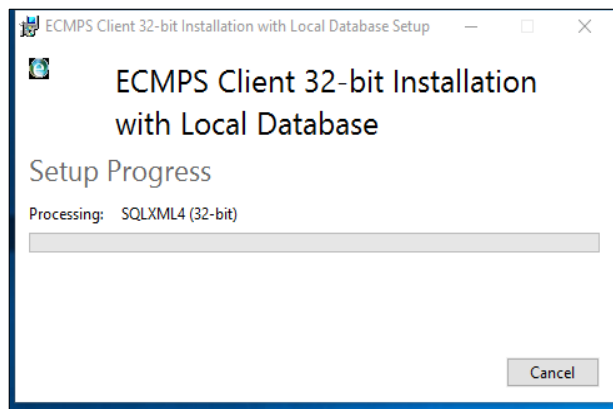 ECMPS Client 32-bit Installation with Local Database Setup
ECMPS Client 32-bit Installation
with Local Database
Setup Progress
Processing: SQLXML4 (32-bit)
Cancel